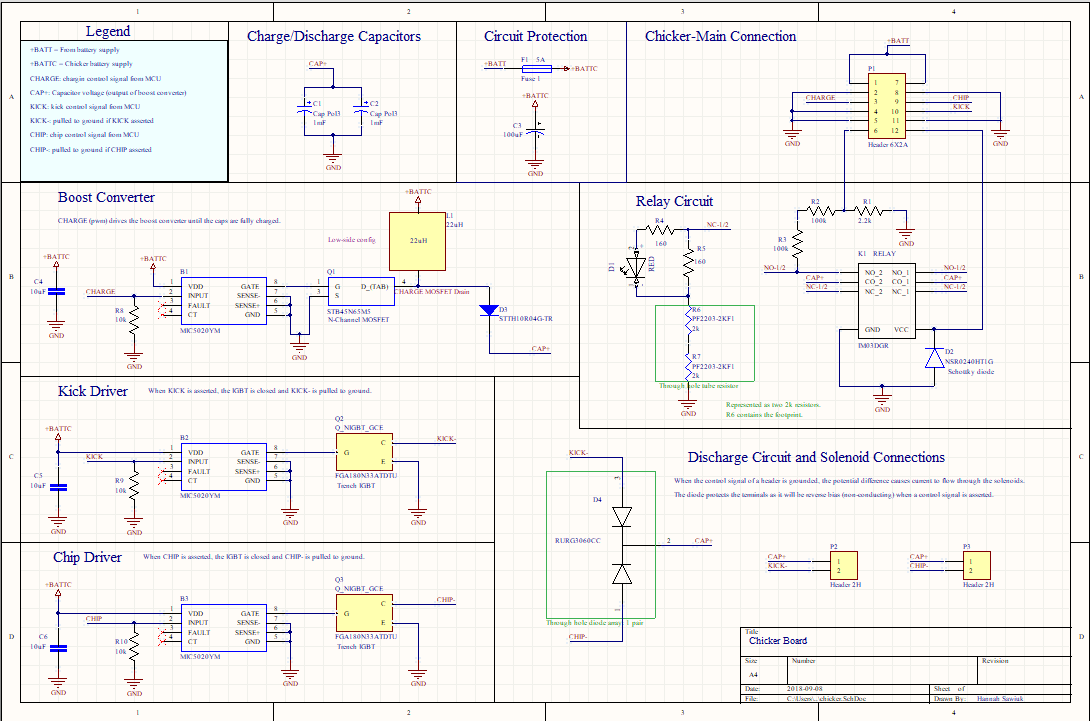 1 2 3 4
Legend
+BATT = From battery supply
+BATTC = Chicker battery supply
CHARGE: chargin control signal from MCU
CAP+: Capacitor voltage (output of boost converter)
KICK: kick control signal from MCU
KICK-: pulled to ground if KICK asserted
CHIP: chip control signal from MCU
CHIP-: pulled to ground if CHIP asserted
Charge/Discharge Capacitors
CAP+
C1
Cap Pol3
1mF
C2
Cap Pol3
1mF
GND
Circuit Protection
+BATT
F1 5A
Fuse 1
+BATTC
+BATTC
C3
100uF
GND
Chicker-Main Connection
+BATT
P1
1 7
2 8
3 9
4 10
5 11
6 12
CHARGE
CHIP
KICK
GND
GND
Header 6X2A
A
A
Boost Converter
CHARGE (pwm) drives the boost converter until the caps are fully charged.
+BATTC
L1
22uH
22uH
Low-side config
+BATTC
C4
10uF
GND
+BATTC
CHARGE
R8
10k
GND
B1
1 VDD GATE 8
2 INPUT SENSE- 7
3 FAULT SENSE+ 6
4 CT GND 5
MIC5020YM
GND
Q1
1 G D_(TAB) 4
3 S
STB45N65M5
N-Channel MOSFET
CHARGE MOSFET Drain
D3
STTH10R04G-TR
CAP+
Relay Circuit
R4
160
NC-1/2
D1
RED
R5
160
R6
PF2203-2KF1
2k
R7
PF2203-2KF1
2k
Through hole tube resistor
GND
Represented as two 2k resistors.
R6 contains the footprint.
R2
100k
R1
2.2k
GND
R3
100k
K1 RELAY
NO-1/2 NO_2 NO_1 NO-1/2
CAP+ CO_2 CO_1 CAP+
NC-1/2 NC_2 NC_1 NC-1/2
GND VCC
IM03DGR
D2
NSR0240HT1G
Schottky diode
GND
B
B
Kick Driver
When KICK is asserted, the IGBT is closed and KICK- is pulled to ground.
+BATTC
C5
10uF
GND
KICK
R9
10k
GND
B2
1 VDD GATE 8
2 INPUT SENSE- 7
3 FAULT SENSE+ 6
4 CT GND 5
MIC5020YM
GND
Q2
Q_NIGBT_GCE
C
G
E
KICK-
FGA180N33ATDTU
Trench IGBT
GND
C
C
Chip Driver
When CHIP is asserted, the IGBT is closed and CHIP- is pulled to ground.
+BATTC
C6
10uF
GND
CHIP
R10
10k
GND
B3
1 VDD GATE 8
2 INPUT SENSE- 7
3 FAULT SENSE+ 6
4 CT GND 5
MIC5020YM
GND
Q3
Q_NIGBT_GCE
C
G
E
CHIP-
FGA180N33ATDTU
Trench IGBT
GND
D
D
Discharge Circuit and Solenoid Connections
When the control signal of a header is grounded, the potential difference causes current to flow through the solenoids.
The diode protects the terminals as it will be reverse bias (non-conducting) when a control signal is asserted.
KICK-
3
D4
RURG3060CC
2 CAP+
1
Through hole diode array: 1 pair
CHIP-
P2
CAP+ 1
KICK- 2
Header 2H
P3
CAP+ 1
CHIP- 2
Header 2H
Title
Chicker Board
Size
A4
Number
Revision
Date: 2018-09-08
Sheet of
File: C:\Users\..\chicker.SchDoc
Drawn By: Hannah Sawiuk
1 2 3 4